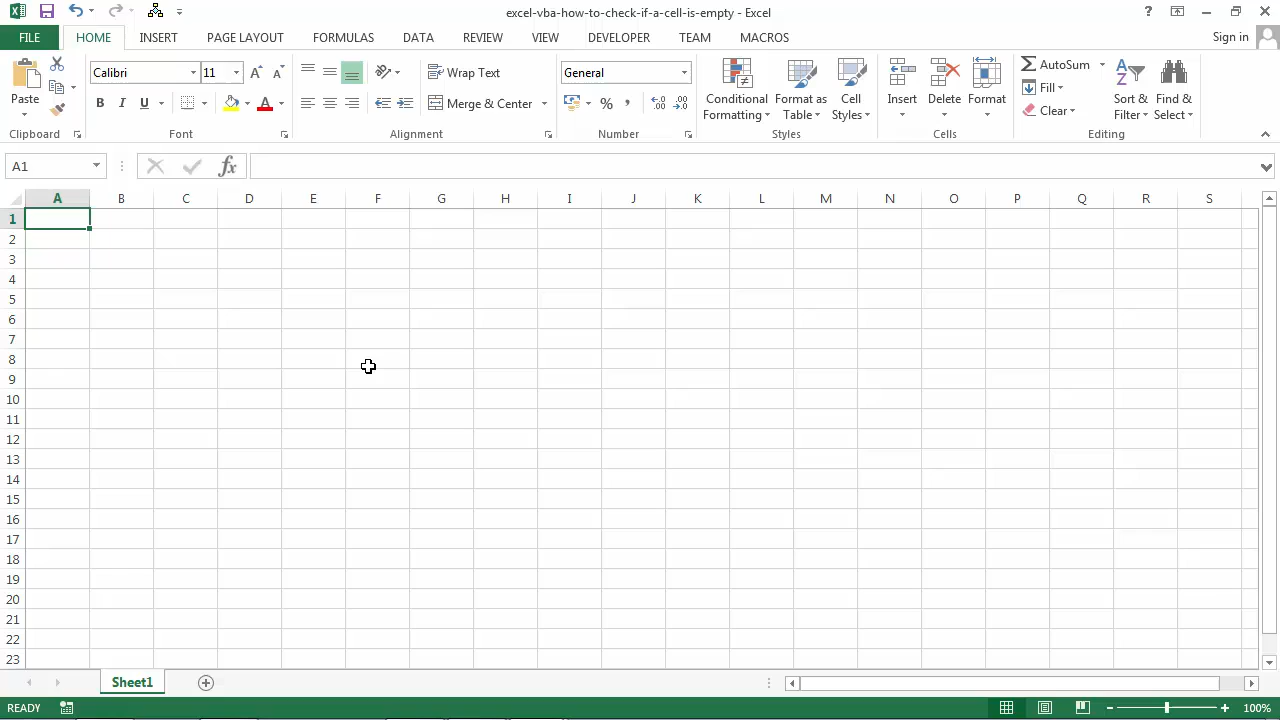 excel-vba-how-to-check-if-a-cell-is-empty - Excel
?
FILE HOME INSERT PAGE LAYOUT FORMULAS DATA REVIEW VIEW DEVELOPER TEAM MACROS Sign in
Paste
Calibri 11
B I U A
Wrap Text
Merge & Center
General
% ,
Conditional Formatting
Format as Table
Cell Styles
Insert Delete Format
AutoSum
Fill
Clear
Sort & Filter
Find & Select
Clipboard Font Alignment Number Styles Cells Editing
A1 fx
A B C D E F G H I J K L M N O P Q R S
1
2
3
4
5
6
7
8
9
10
11
12
13
14
15
16
17
18
19
20
21
22
23
Sheet1
READY 100%